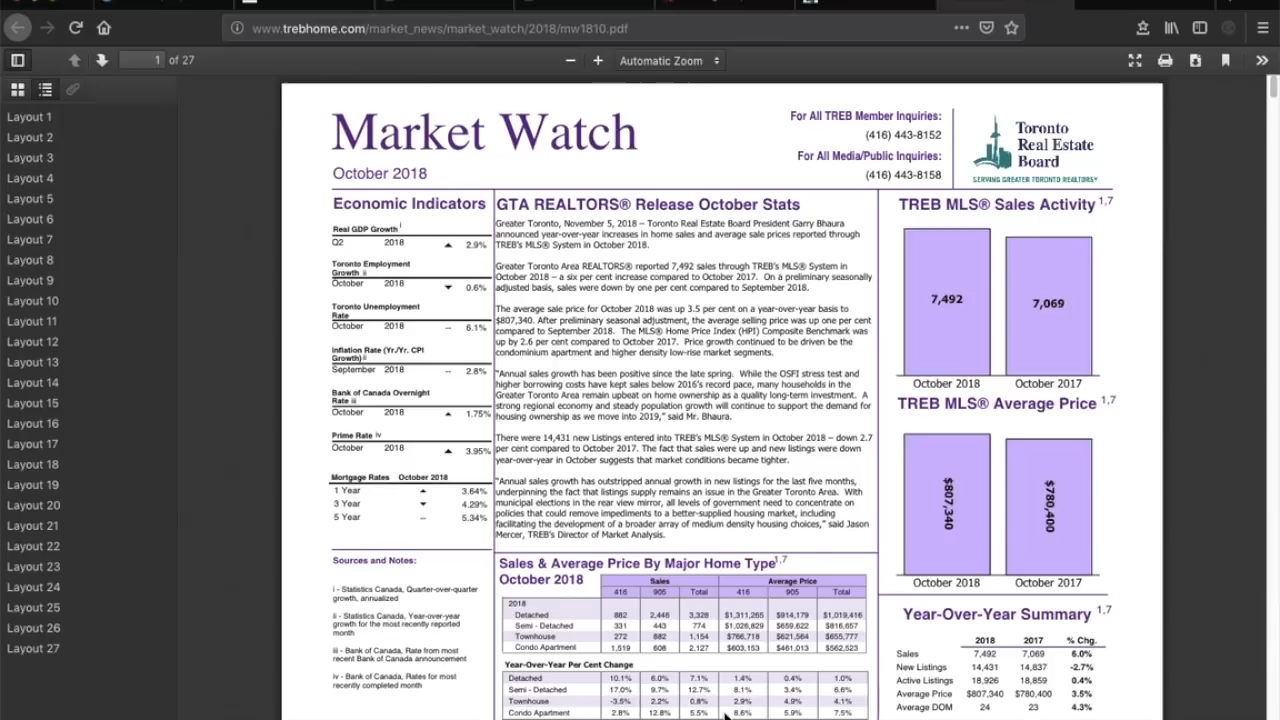 www.trebhome.com/market_news/market_watch/2018/mw1810.pdf
1 of 27
Automatic Zoom
Layout 1
Layout 2
Layout 3
Layout 4
Layout 5
Layout 6
Layout 7
Layout 8
Layout 9
Layout 10
Layout 11
Layout 12
Layout 13
Layout 14
Layout 15
Layout 16
Layout 17
Layout 18
Layout 19
Layout 20
Layout 21
Layout 22
Layout 23
Layout 24
Layout 25
Layout 26
Layout 27
Market Watch
October 2018
For All TREB Member Inquiries:
(416) 443-8152
For All Media/Public Inquiries:
(416) 443-8158
Toronto
Real Estate
Board
SERVING GREATER TORONTO REALTORS®
Economic Indicators
Real GDP Growth i
Q2 2018 ▲ 2.9%
Toronto Employment
Growth ii
October 2018 ▼ 0.6%
Toronto Unemployment
Rate
October 2018 -- 6.1%
Inflation Rate (Yr./Yr. CPI
Growth) ii
September 2018 -- 2.8%
Bank of Canada Overnight
Rate iii
October 2018 ▲ 1.75%
Prime Rate iv
October 2018 ▲ 3.95%
Mortgage Rates October 2018
1 Year ▲ 3.64%
3 Year ▼ 4.29%
5 Year -- 5.34%
Sources and Notes:
i - Statistics Canada, Quarter-over-quarter
growth, annualized
ii - Statistics Canada, Year-over-year
growth for the most recently reported
month
iii - Bank of Canada, Rate from most
recent Bank of Canada announcement
iv - Bank of Canada, Rates for most
recently completed month
GTA REALTORS® Release October Stats
Greater Toronto, November 5, 2018 – Toronto Real Estate Board President Garry Bhaura
announced year-over-year increases in home sales and average sale prices reported through
TREB's MLS® System in October 2018.
Greater Toronto Area REALTORS® reported 7,492 sales through TREB's MLS® System in
October 2018 – a six per cent increase compared to October 2017. On a preliminary seasonally
adjusted basis, sales were down by one per cent compared to September 2018.
The average sale price for October 2018 was up 3.5 per cent on a year-over-year basis to
$807,340. After preliminary seasonal adjustment, the average selling price was up one per cent
compared to September 2018. The MLS® Home Price Index (HPI) Composite Benchmark was
up by 2.6 per cent compared to October 2017. Price growth continued to be driven be the
condominium apartment and higher density low-rise market segments.
"Annual sales growth has been positive since the late spring. While the OSFI stress test and
higher borrowing costs have kept sales below 2016's record pace, many households in the
Greater Toronto Area remain upbeat on home ownership as a quality long-term investment. A
strong regional economy and steady population growth will continue to support the demand for
housing ownership as we move into 2019," said Mr. Bhaura.
There were 14,431 new Listings entered into TREB's MLS® System in October 2018 – down 2.7
per cent compared to October 2017. The fact that sales were up and new listings were down
year-over-year in October suggests that market conditions became tighter.
"Annual sales growth has outstripped annual growth in new listings for the last five months,
underpinning the fact that listings supply remains an issue in the Greater Toronto Area. With
municipal elections in the rear view mirror, all levels of government need to concentrate on
policies that could remove impediments to a better-supplied housing market, including
facilitating the development of a broader array of medium density housing choices," said Jason
Mercer, TREB's Director of Market Analysis.
Sales & Average Price By Major Home Type 1,7
October 2018
Sales Average Price
416 905 Total 416 905 Total
2018
Detached 882 2,446 3,328 $1,311,265 $914,179 $1,019,416
Semi - Detached 331 443 774 $1,026,829 $659,622 $816,657
Townhouse 272 882 1,154 $766,718 $621,564 $655,777
Condo Apartment 1,519 608 2,127 $603,153 $461,013 $562,523
Year-Over-Year Per Cent Change
Detached 10.1% 6.0% 7.1% 1.4% 0.4% 1.0%
Semi - Detached 17.0% 9.7% 12.7% 8.1% 3.4% 6.6%
Townhouse -3.5% 2.2% 0.8% 2.9% 4.9% 4.1%
Condo Apartment 2.8% 12.8% 5.5% 8.6% 5.9% 7.5%
TREB MLS® Sales Activity 1,7
7,492 7,069
October 2018 October 2017
TREB MLS® Average Price 1,7
$807,340 $780,400
October 2018 October 2017
Year-Over-Year Summary 1,7
2018 2017 % Chg.
Sales 7,492 7,069 6.0%
New Listings 14,431 14,837 -2.7%
Active Listings 18,926 18,859 0.4%
Average Price $807,340 $780,400 3.5%
Average DOM 24 23 4.3%